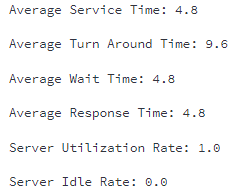 Average Service Time: 4.8
Average Turn Around Time: 9.6
Average Wait Time: 4.8
Average Response Time: 4.8
Server Utilization Rate: 1.0
Server Idle Rate: 0.0